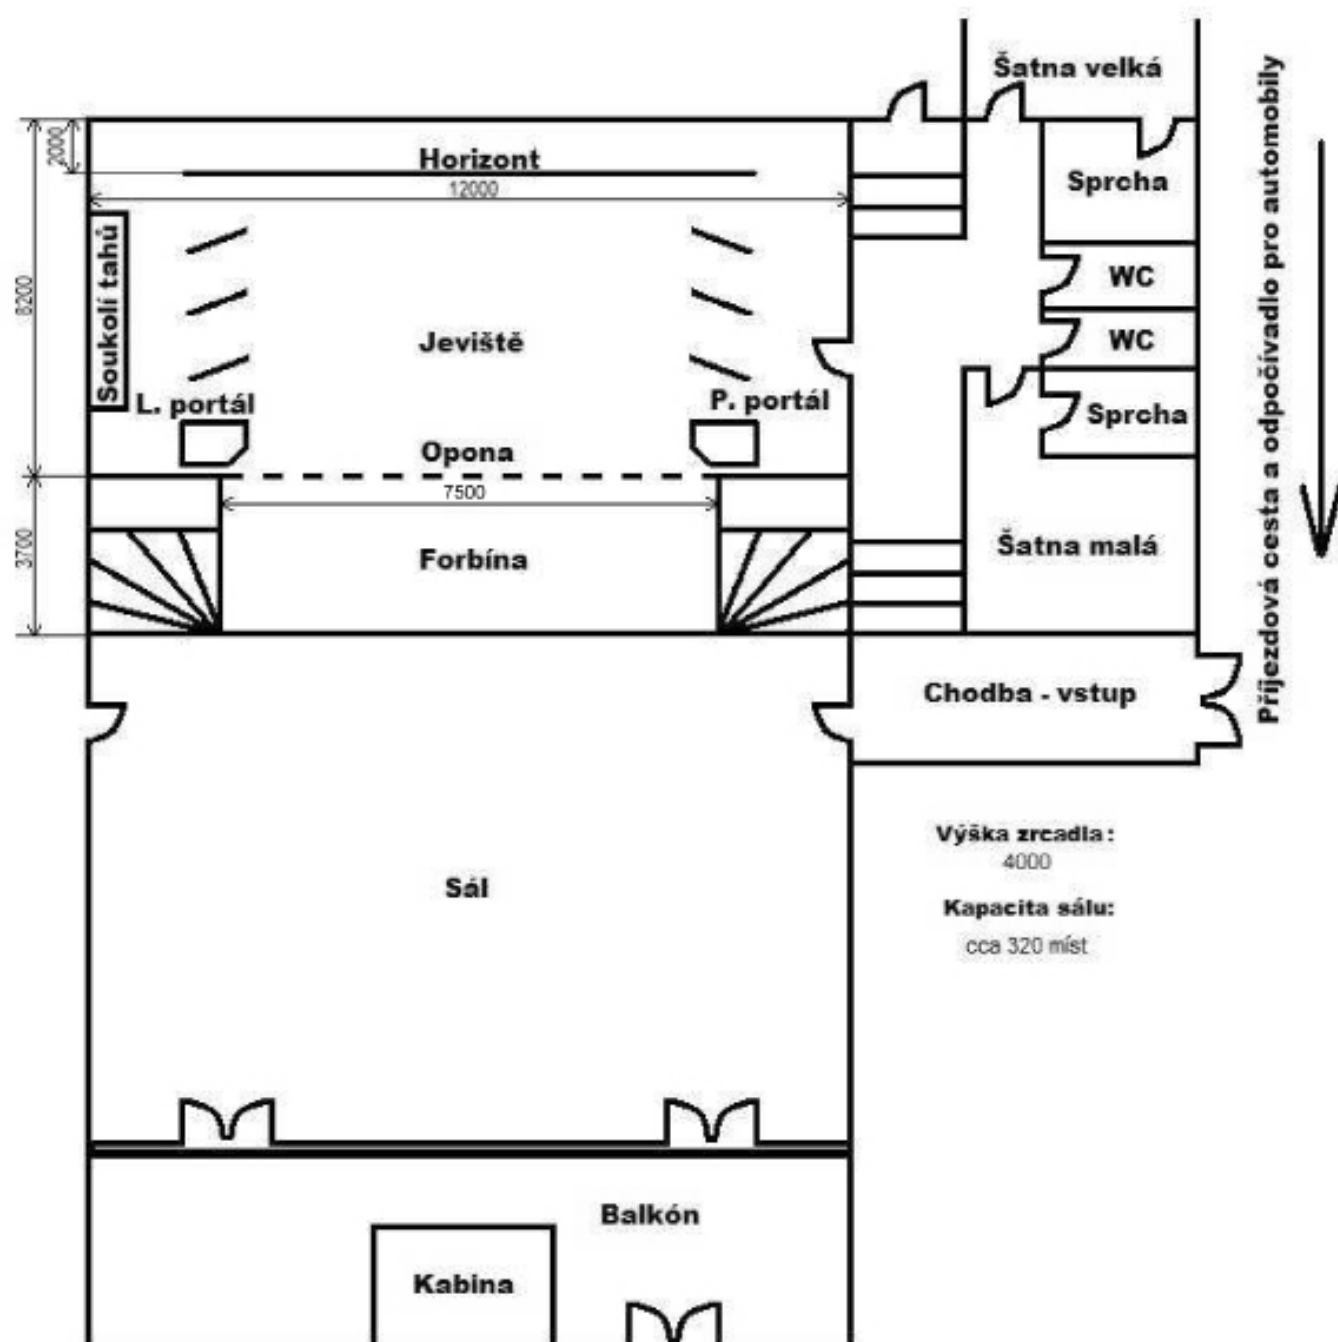 Šatna velká
Horizont
2000
12000
Sprcha
Soukolí tahů
WC
8200
Jeviště
WC
L. portál
P. portál
Sprcha
Opona
7500
3700
Forbína
Šatna malá
Příjezdová cesta a odpočívadlo pro automobily
Chodba - vstup
Výška zrcadla:
4000
Sál
Kapacita sálu:
cca 320 míst
Balkón
Kabina